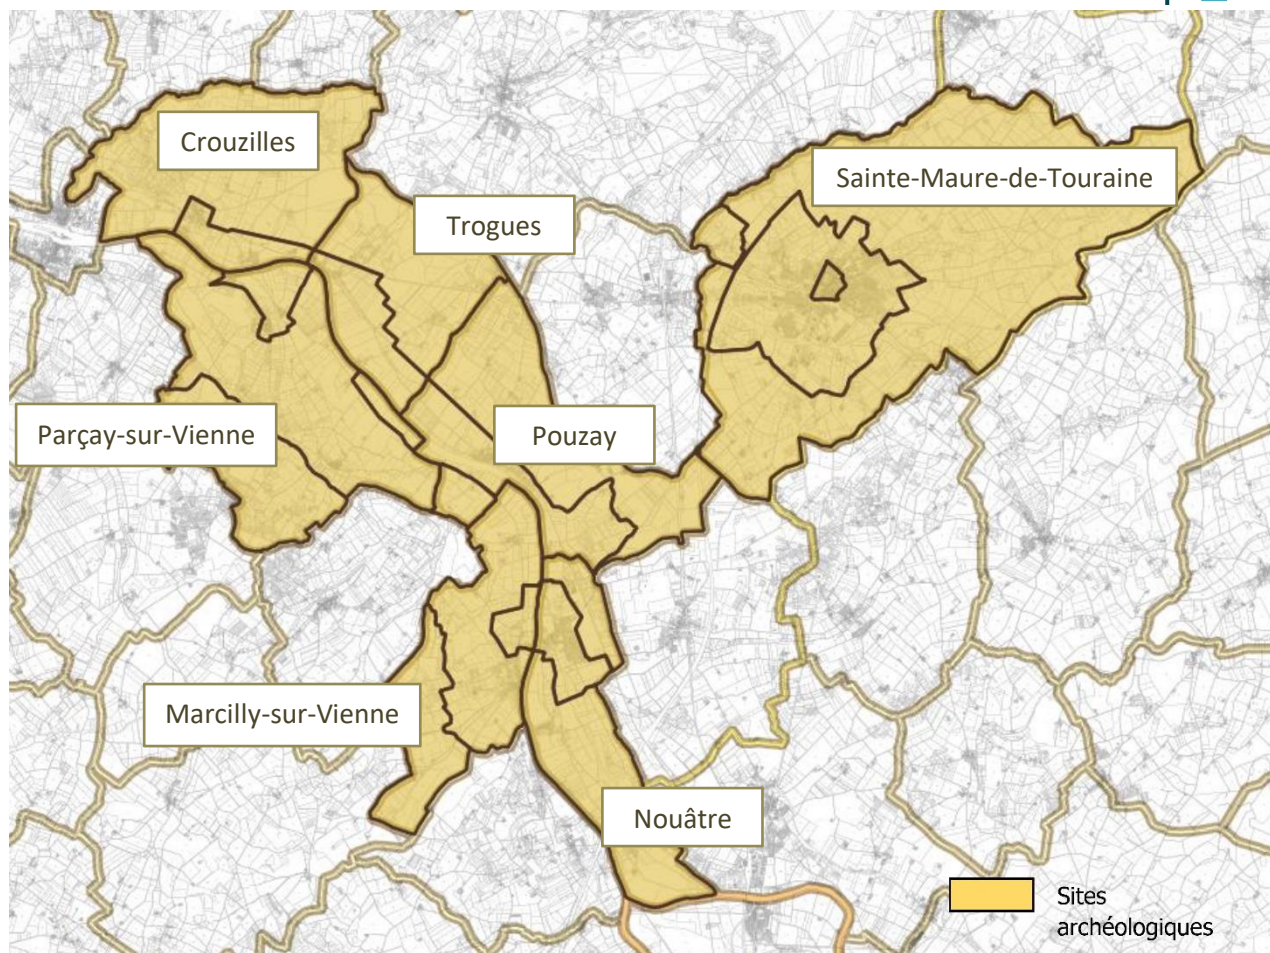 Crouzilles
Sainte-Maure-de-Touraine
Trogues
Parçay-sur-Vienne
Pouzay
Marcilly-sur-Vienne
Nouâtre
Sites
archéologiques